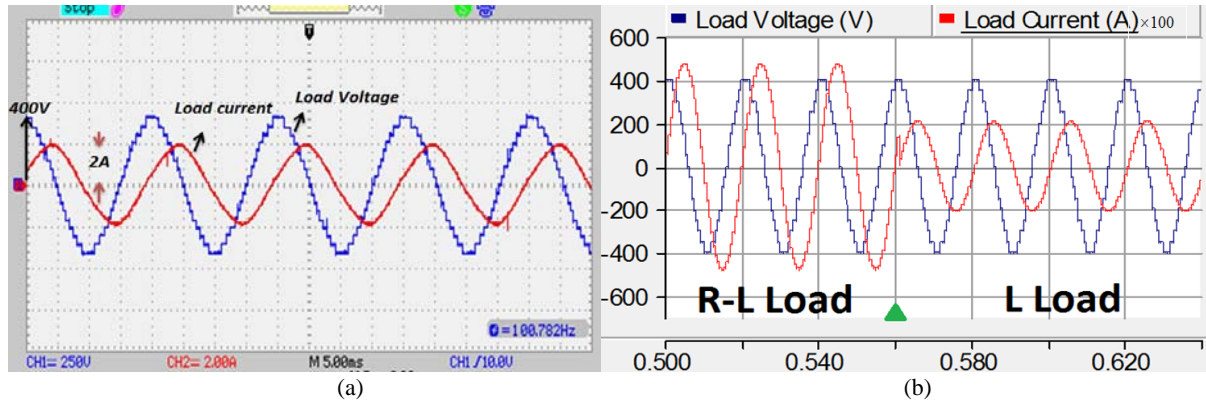 Stop
400V
Load current
Load Voltage
2A
=100.782Hz
CH1= 250V CH2= 2.00A M 5.00ms CH1 /10.0V
(a)
Load Voltage (V) Load Current (A)×100
600
400
200
0
-200
-400
-600
R-L Load L Load
0.500 0.540 0.580 0.620
(b)